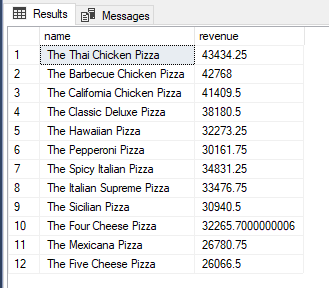 Results Messages
name revenue
1 The Thai Chicken Pizza 43434.25
2 The Barbecue Chicken Pizza 42768
3 The California Chicken Pizza 41409.5
4 The Classic Deluxe Pizza 38180.5
5 The Hawaiian Pizza 32273.25
6 The Pepperoni Pizza 30161.75
7 The Spicy Italian Pizza 34831.25
8 The Italian Supreme Pizza 33476.75
9 The Sicilian Pizza 30940.5
10 The Four Cheese Pizza 32265.7000000006
11 The Mexicana Pizza 26780.75
12 The Five Cheese Pizza 26066.5